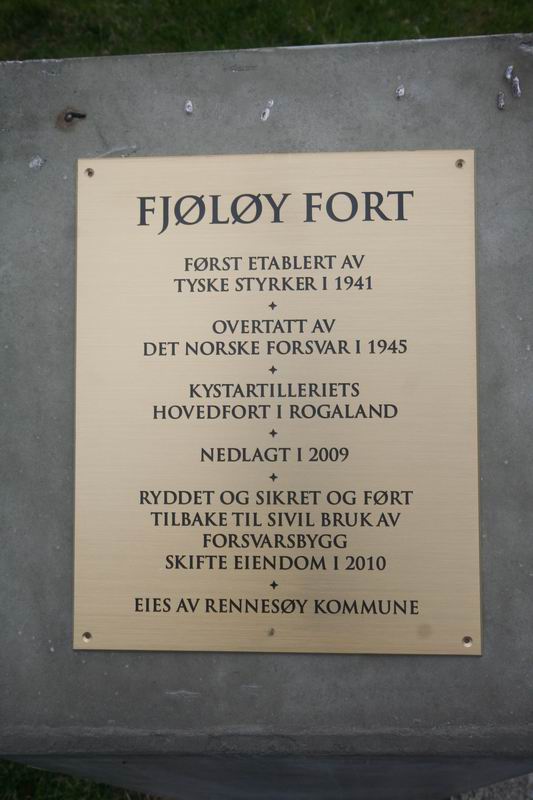 FJØLØY FORT
FØRST ETABLERT AV
TYSKE STYRKER I 1941
OVERTATT AV
DET NORSKE FORSVAR I 1945
KYSTARTILLERIETS
HOVEDFORT I ROGALAND
NEDLAGT I 2009
RYDDET OG SIKRET OG FØRT
TILBAKE TIL SIVIL BRUK AV
FORSVARSBYGG
SKIFTE EIENDOM I 2010
EIES AV RENNESØY KOMMUNE